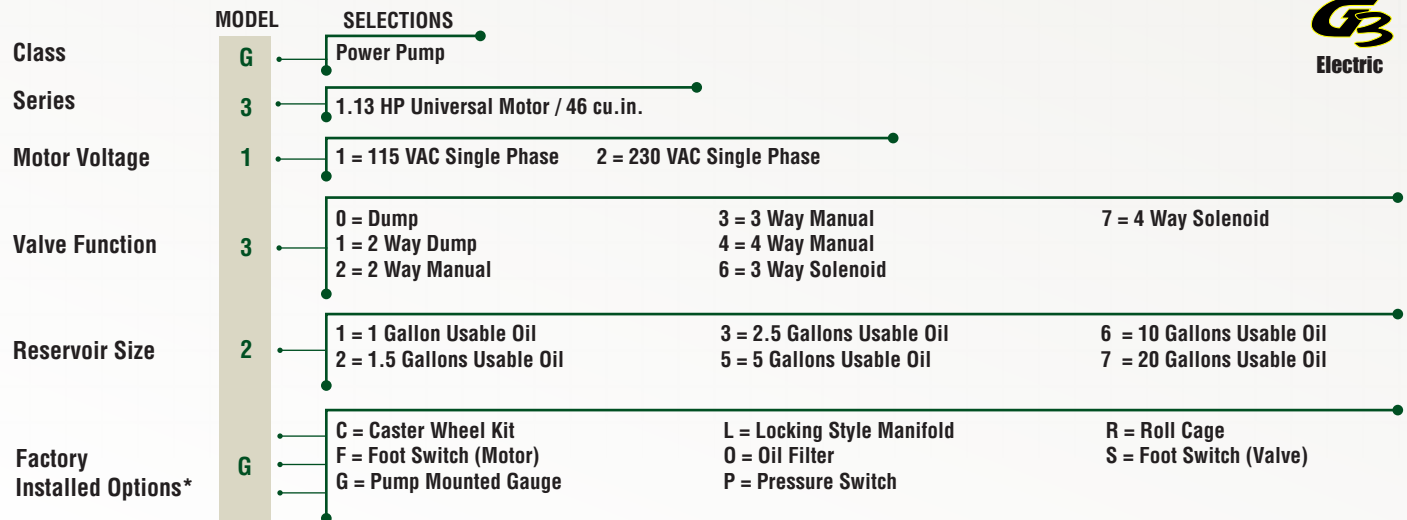 MODEL SELECTIONS
G3
Electric
Class G Power Pump
Series 3 1.13 HP Universal Motor / 46 cu.in.
Motor Voltage 1 1 = 115 VAC Single Phase 2 = 230 VAC Single Phase
Valve Function 3
0 = Dump 3 = 3 Way Manual 7 = 4 Way Solenoid
1 = 2 Way Dump 4 = 4 Way Manual
2 = 2 Way Manual 6 = 3 Way Solenoid
Reservoir Size 2
1 = 1 Gallon Usable Oil 3 = 2.5 Gallons Usable Oil 6 = 10 Gallons Usable Oil
2 = 1.5 Gallons Usable Oil 5 = 5 Gallons Usable Oil 7 = 20 Gallons Usable Oil
Factory
Installed Options* G
C = Caster Wheel Kit L = Locking Style Manifold R = Roll Cage
F = Foot Switch (Motor) O = Oil Filter S = Foot Switch (Valve)
G = Pump Mounted Gauge P = Pressure Switch